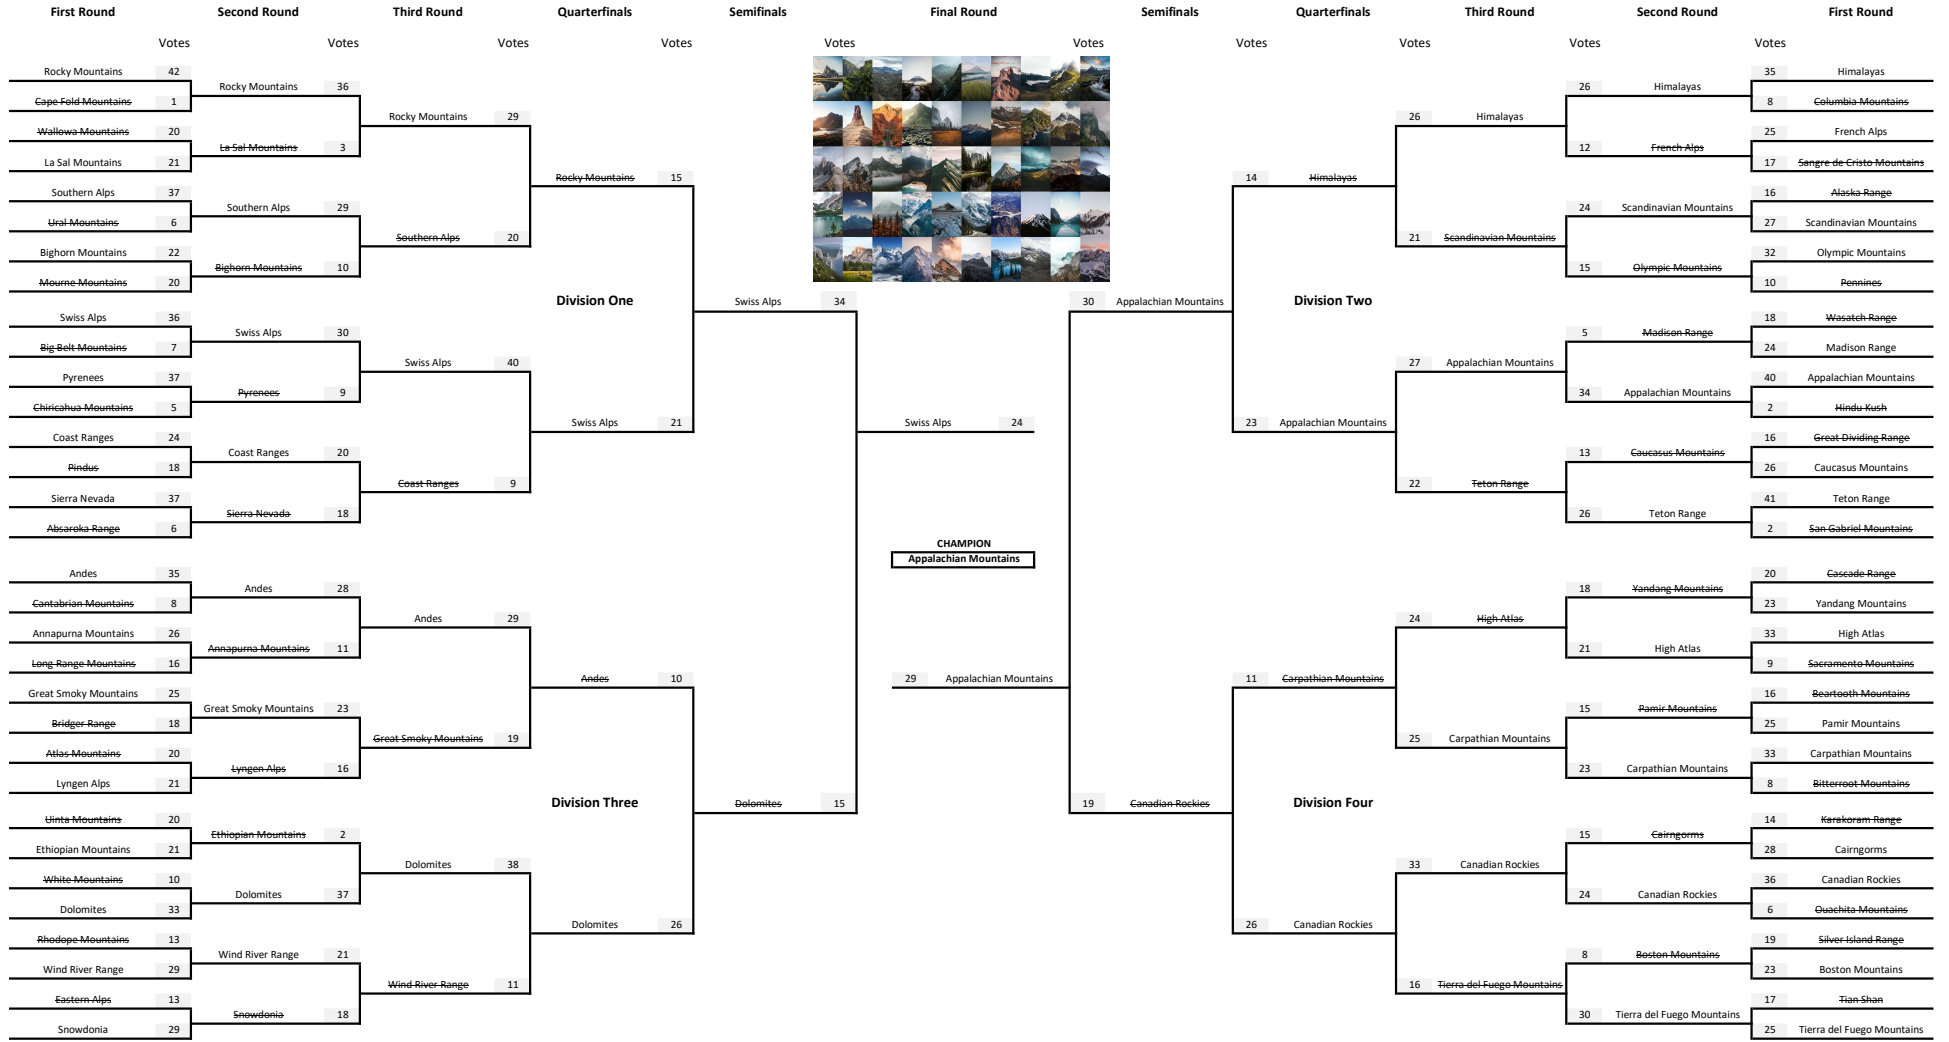 First Round Second Round Third Round Quarterfinals Semifinals Final Round Semifinals Quarterfinals Third Round Second Round First Round
Votes Votes Votes Votes Votes Votes Votes Votes Votes Votes
Rocky Mountains 42 35 Himalayas
Rocky Mountains 36 26 Himalayas
Cape Fold Mountains 1 8 Columbia Mountains
Rocky Mountains 29 26 Himalayas
Wallowa Mountains 20 25 French Alps
La Sal Mountains 3 12 French Alps
La Sal Mountains 21 17 Sangre de Cristo Mountains
Rocky Mountains 15 14 Himalayas
Southern Alps 37 16 Alaska Range
Southern Alps 29 24 Scandinavian Mountains
Ural Mountains 6 27 Scandinavian Mountains
Southern Alps 20 21 Scandinavian Mountains
Bighorn Mountains 22 32 Olympic Mountains
Bighorn Mountains 10 15 Olympic Mountains
Mourne Mountains 20 10 Pennines
Division One Swiss Alps 34 30 Appalachian Mountains Division Two
Swiss Alps 36 18 Wasatch Range
Swiss Alps 30 5 Madison Range
Big Belt Mountains 7 24 Madison Range
Swiss Alps 40 27 Appalachian Mountains
Pyrenees 37 40 Appalachian Mountains
Pyrenees 9 34 Appalachian Mountains
Chiricahua Mountains 5 2 Hindu Kush
Swiss Alps 21 Swiss Alps 24 23 Appalachian Mountains
Coast Ranges 24 16 Great Dividing Range
Coast Ranges 20 13 Caucasus Mountains
Pindus 18 26 Caucasus Mountains
Coast Ranges 9 22 Teton Range
Sierra Nevada 37 41 Teton Range
Sierra Nevada 18 26 Teton Range
Absaroka Range 6 2 San Gabriel Mountains
CHAMPION
Appalachian Mountains
Andes 35 20 Cascade Range
Andes 28 18 Yandang Mountains
Cantabrian Mountains 8 23 Yandang Mountains
Andes 29 24 High Atlas
Annapurna Mountains 26 33 High Atlas
Annapurna Mountains 11 21 High Atlas
Long Range Mountains 16 9 Sacramento Mountains
Andes 10 29 Appalachian Mountains 11 Carpathian Mountains
Great Smoky Mountains 25 16 Beartooth Mountains
Great Smoky Mountains 23 15 Pamir Mountains
Bridger Range 18 25 Pamir Mountains
Great Smoky Mountains 19 25 Carpathian Mountains
Atlas Mountains 20 33 Carpathian Mountains
Lyngen Alps 16 23 Carpathian Mountains
Lyngen Alps 21 8 Bitterroot Mountains
Division Three Dolomites 15 19 Canadian Rockies Division Four
Uinta Mountains 20 14 Karakoram Range
Ethiopian Mountains 2 15 Cairngorms
Ethiopian Mountains 21 28 Cairngorms
Dolomites 38 33 Canadian Rockies
White Mountains 10 36 Canadian Rockies
Dolomites 37 24 Canadian Rockies
Dolomites 33 6 Ouachita Mountains
Dolomites 26 26 Canadian Rockies
Rhodope Mountains 13 19 Silver Island Range
Wind River Range 21 8 Boston Mountains
Wind River Range 29 23 Boston Mountains
Wind River Range 11 16 Tierra del Fuego Mountains
Eastern Alps 13 17 Tian Shan
Snowdonia 18 30 Tierra del Fuego Mountains
Snowdonia 29 25 Tierra del Fuego Mountains